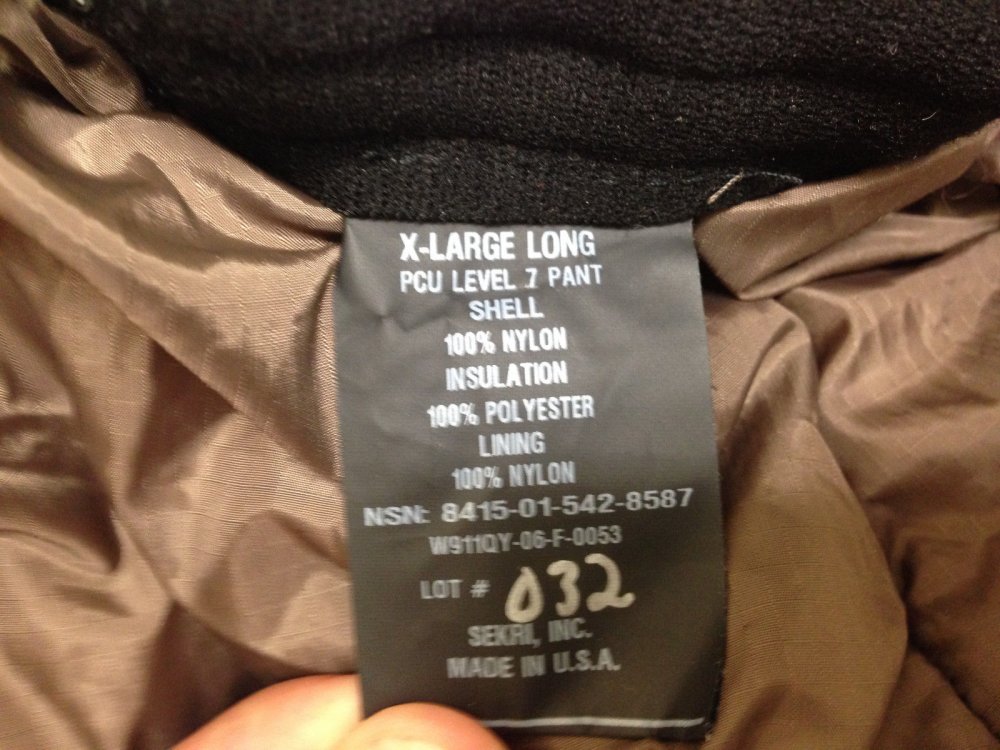 X-LARGE LONG
PCU LEVEL 7 PANT
SHELL
100% NYLON
INSULATION
100% POLYESTER
LINING
100% NYLON
NSN: 8415-01-542-8587
W911QY-06-F-0053
LOT # 032
SEKRI, INC.
MADE IN U.S.A.